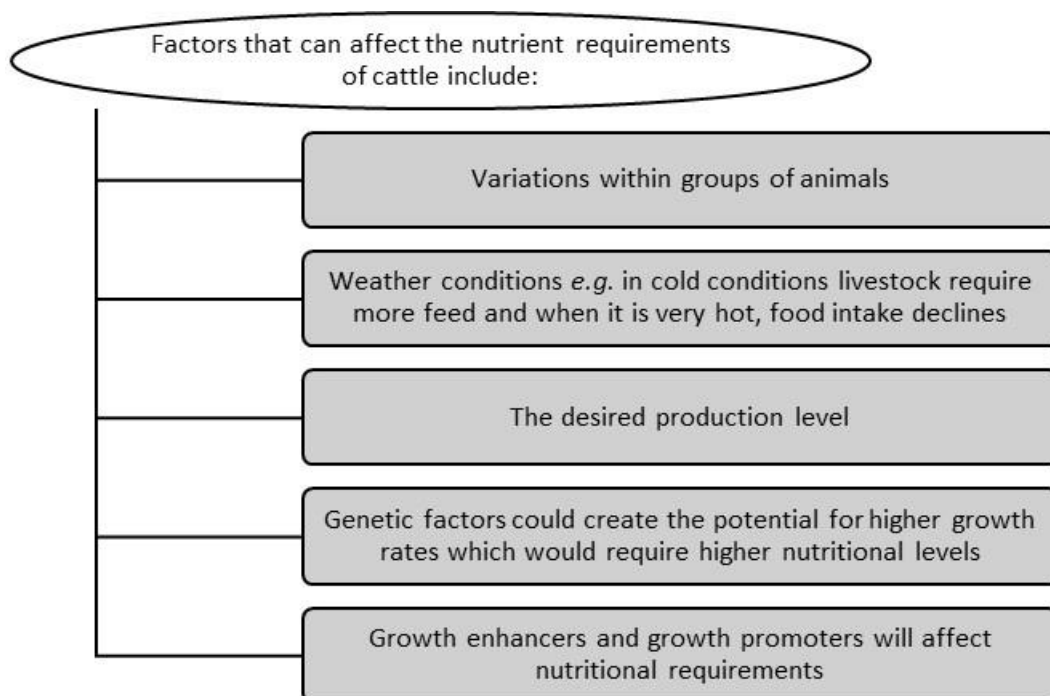 Factors that can affect the nutrient requirements
of cattle include:
Variations within groups of animals
Weather conditions e.g. in cold conditions livestock require
more feed and when it is very hot, food intake declines
The desired production level
Genetic factors could create the potential for higher growth
rates which would require higher nutritional levels
Growth enhancers and growth promoters will affect
nutritional requirements